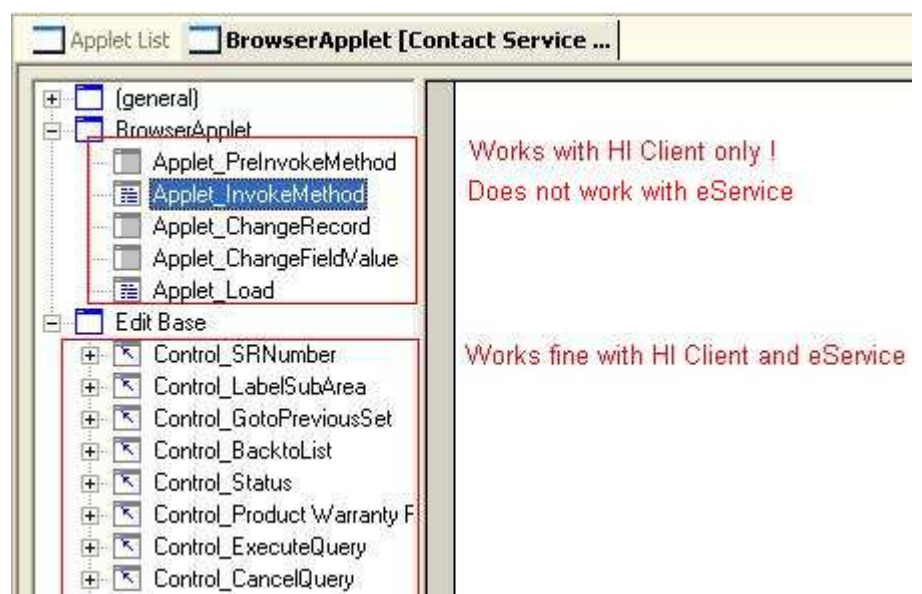 Applet List BrowserApplet [Contact Service ...
(general)
BrowserApplet
Applet_PreInvokeMethod
Applet_InvokeMethod
Applet_ChangeRecord
Applet_ChangeFieldValue
Applet_Load
Works with HI Client only !
Does not work with eService
Edit Base
Control_SRNumber
Control_LabelSubArea
Control_GotoPreviousSet
Control_BacktoList
Control_Status
Control_Product Warranty F
Control_ExecuteQuery
Control_CancelQuery
Works fine with HI Client and eService